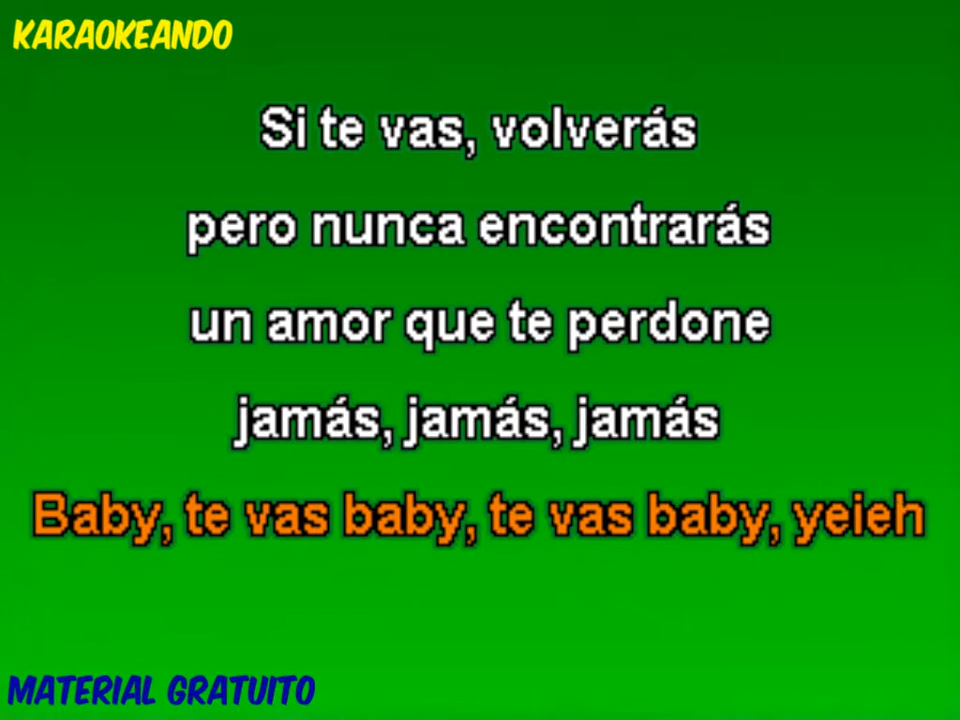 KARAOKEANDO
Si te vas, volverás
pero nunca encontrarás
un amor que te perdone
jamás, jamás, jamás
Baby, te vas baby, te vas baby, yeieh
MATERIAL GRATUITO